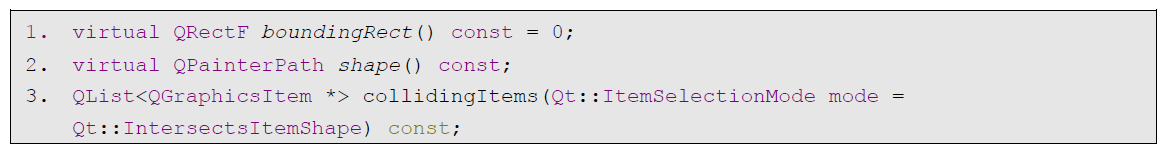 1. virtual QRectF boundingRect() const = 0;
2. virtual QPainterPath shape() const;
3. QList<QGraphicsItem *> collidingItems(Qt::ItemSelectionMode mode =
Qt::IntersectsItemShape) const;